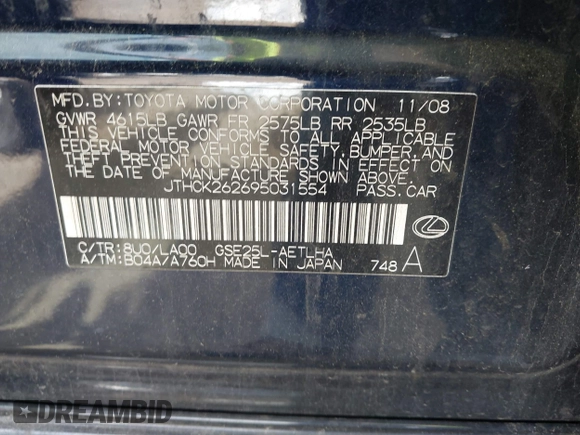 MFD.BY:TOYOTA MOTOR CORPORATION 11/08
GVWR 4615LB GAWR FR 2575LB RR 2535LB
THIS VEHICLE CONFORMS TO ALL APPLICABLE
FEDERAL MOTOR VEHICLE SAFETY,BUMPER,AND
THEFT PREVENTION STANDARDS IN EFFECT ON
THE DATE OF MANUFACTURE SHOWN ABOVE.
JTHCK262695031554 PASS.CAR
C/TR:8U0/LA00 GSE25L-AETLHA
A/TM:B04A/A760H MADE IN JAPAN 748 A
DREAMBID